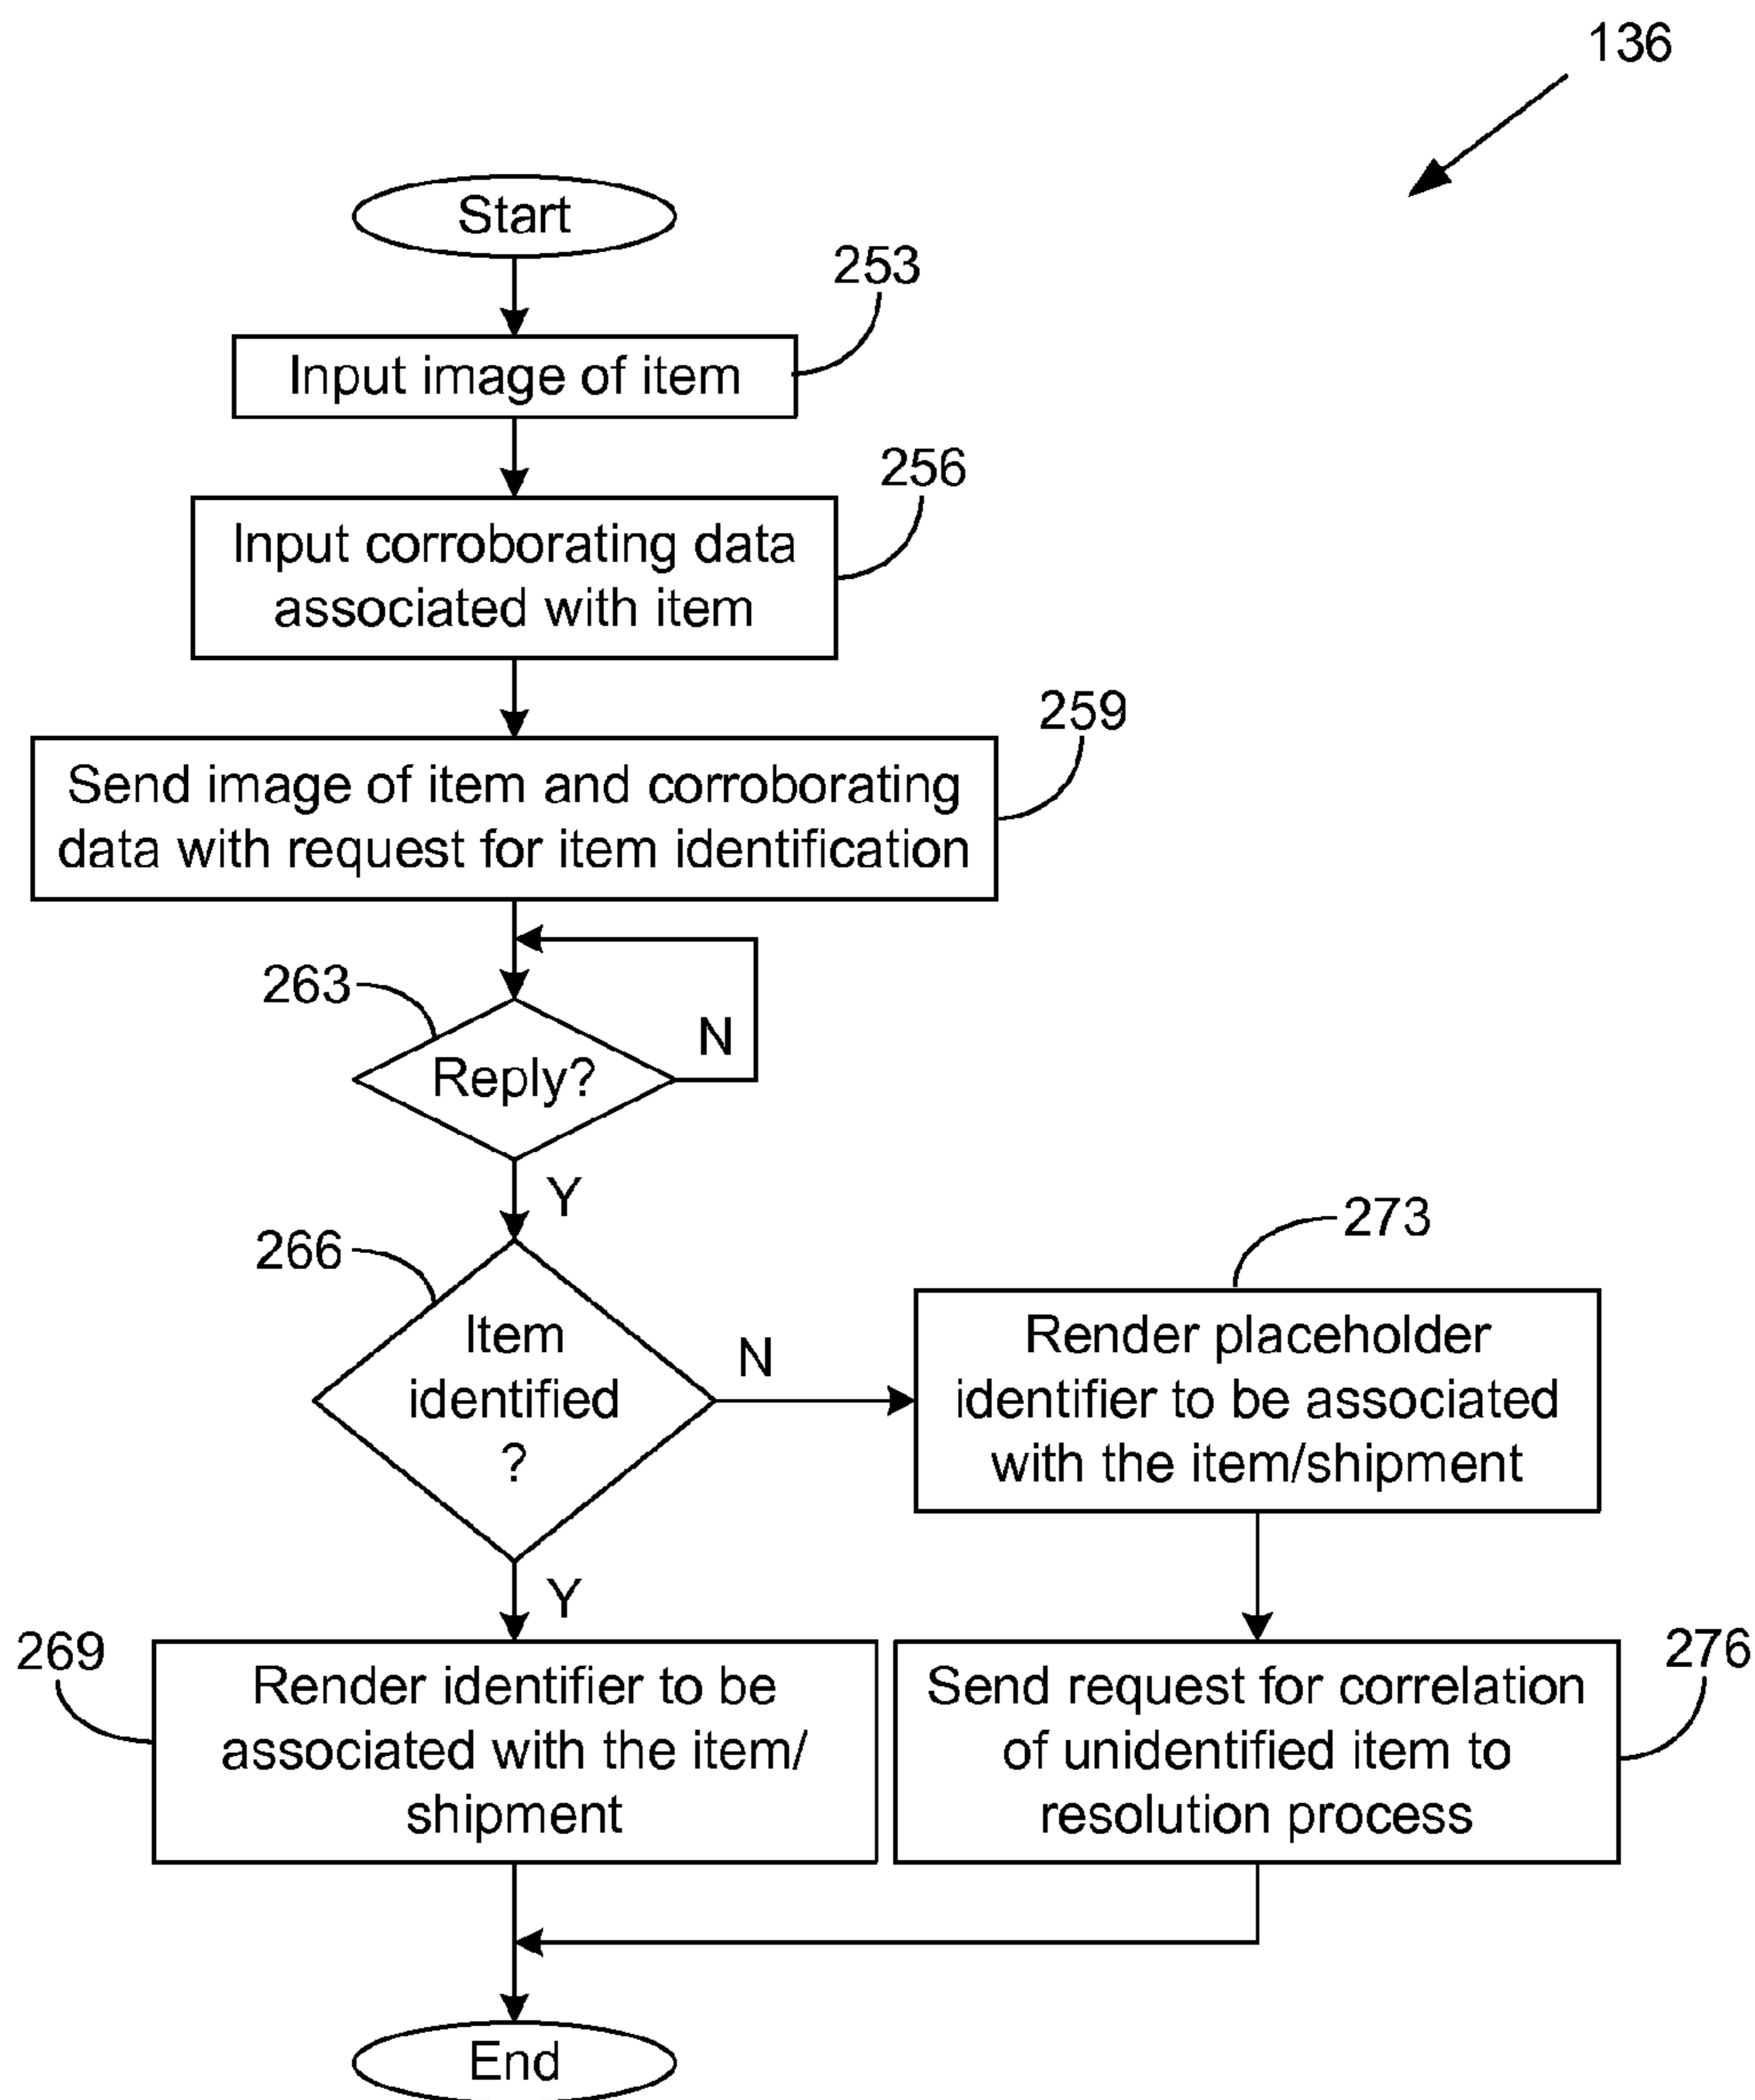 136
Start
253
Input image of item
256
Input corroborating data
associated with item
259
Send image of item and corroborating
data with request for item identification
263
Reply?
N
Y
266
Item
identified
?
N
273
Render placeholder
identifier to be associated
with the item/shipment
Y
269
Render identifier to be
associated with the item/
shipment
276
Send request for correlation
of unidentified item to
resolution process
End